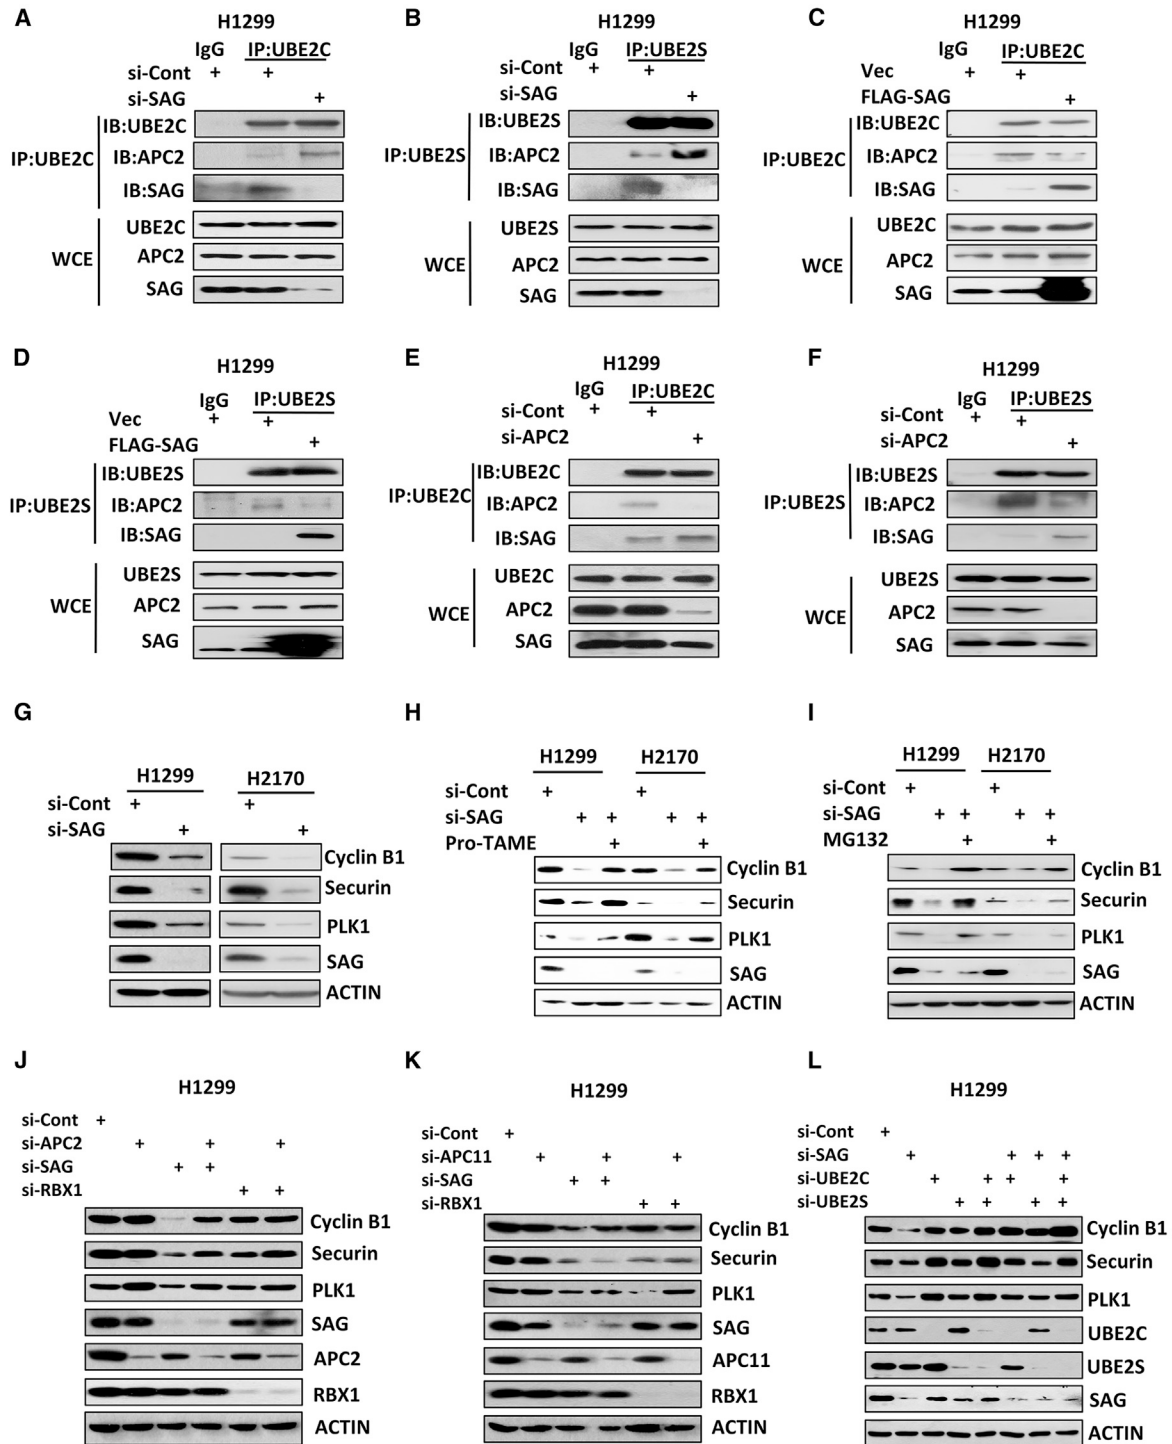 A
H1299
IgG IP:UBE2C
si-Cont + +
si-SAG +
IP:UBE2C
IB:UBE2C
IB:APC2
IB:SAG
WCE
UBE2C
APC2
SAG
B
H1299
IgG IP:UBE2S
si-Cont + +
si-SAG +
IP:UBE2S
IB:UBE2S
IB:APC2
IB:SAG
WCE
UBE2S
APC2
SAG
C
H1299
IgG IP:UBE2C
Vec + +
FLAG-SAG +
IP:UBE2C
IB:UBE2C
IB:APC2
IB:SAG
WCE
UBE2C
APC2
SAG
D
H1299
IgG IP:UBE2S
Vec + +
FLAG-SAG +
IP:UBE2S
IB:UBE2S
IB:APC2
IB:SAG
WCE
UBE2S
APC2
SAG
E
H1299
IgG IP:UBE2C
si-Cont + +
si-APC2 +
IP:UBE2C
IB:UBE2C
IB:APC2
IB:SAG
WCE
UBE2C
APC2
SAG
F
H1299
IgG IP:UBE2S
si-Cont + +
si-APC2 +
IP:UBE2S
IB:UBE2S
IB:APC2
IB:SAG
WCE
UBE2S
APC2
SAG
G
H1299 H2170
si-Cont + +
si-SAG + +
Cyclin B1
Securin
PLK1
SAG
ACTIN
H
H1299 H2170
si-Cont + +
si-SAG + + + +
Pro-TAME + +
Cyclin B1
Securin
PLK1
SAG
ACTIN
I
H1299 H2170
si-Cont + +
si-SAG + + + +
MG132 + +
Cyclin B1
Securin
PLK1
SAG
ACTIN
J
H1299
si-Cont +
si-APC2 + + +
si-SAG + +
si-RBX1 + +
Cyclin B1
Securin
PLK1
SAG
APC2
RBX1
ACTIN
K
H1299
si-Cont +
si-APC11 + + +
si-SAG + +
si-RBX1 + +
Cyclin B1
Securin
PLK1
SAG
APC11
RBX1
ACTIN
L
H1299
si-Cont +
si-SAG + + + +
si-UBE2C + + + +
si-UBE2S + + + +
Cyclin B1
Securin
PLK1
UBE2C
UBE2S
SAG
ACTIN